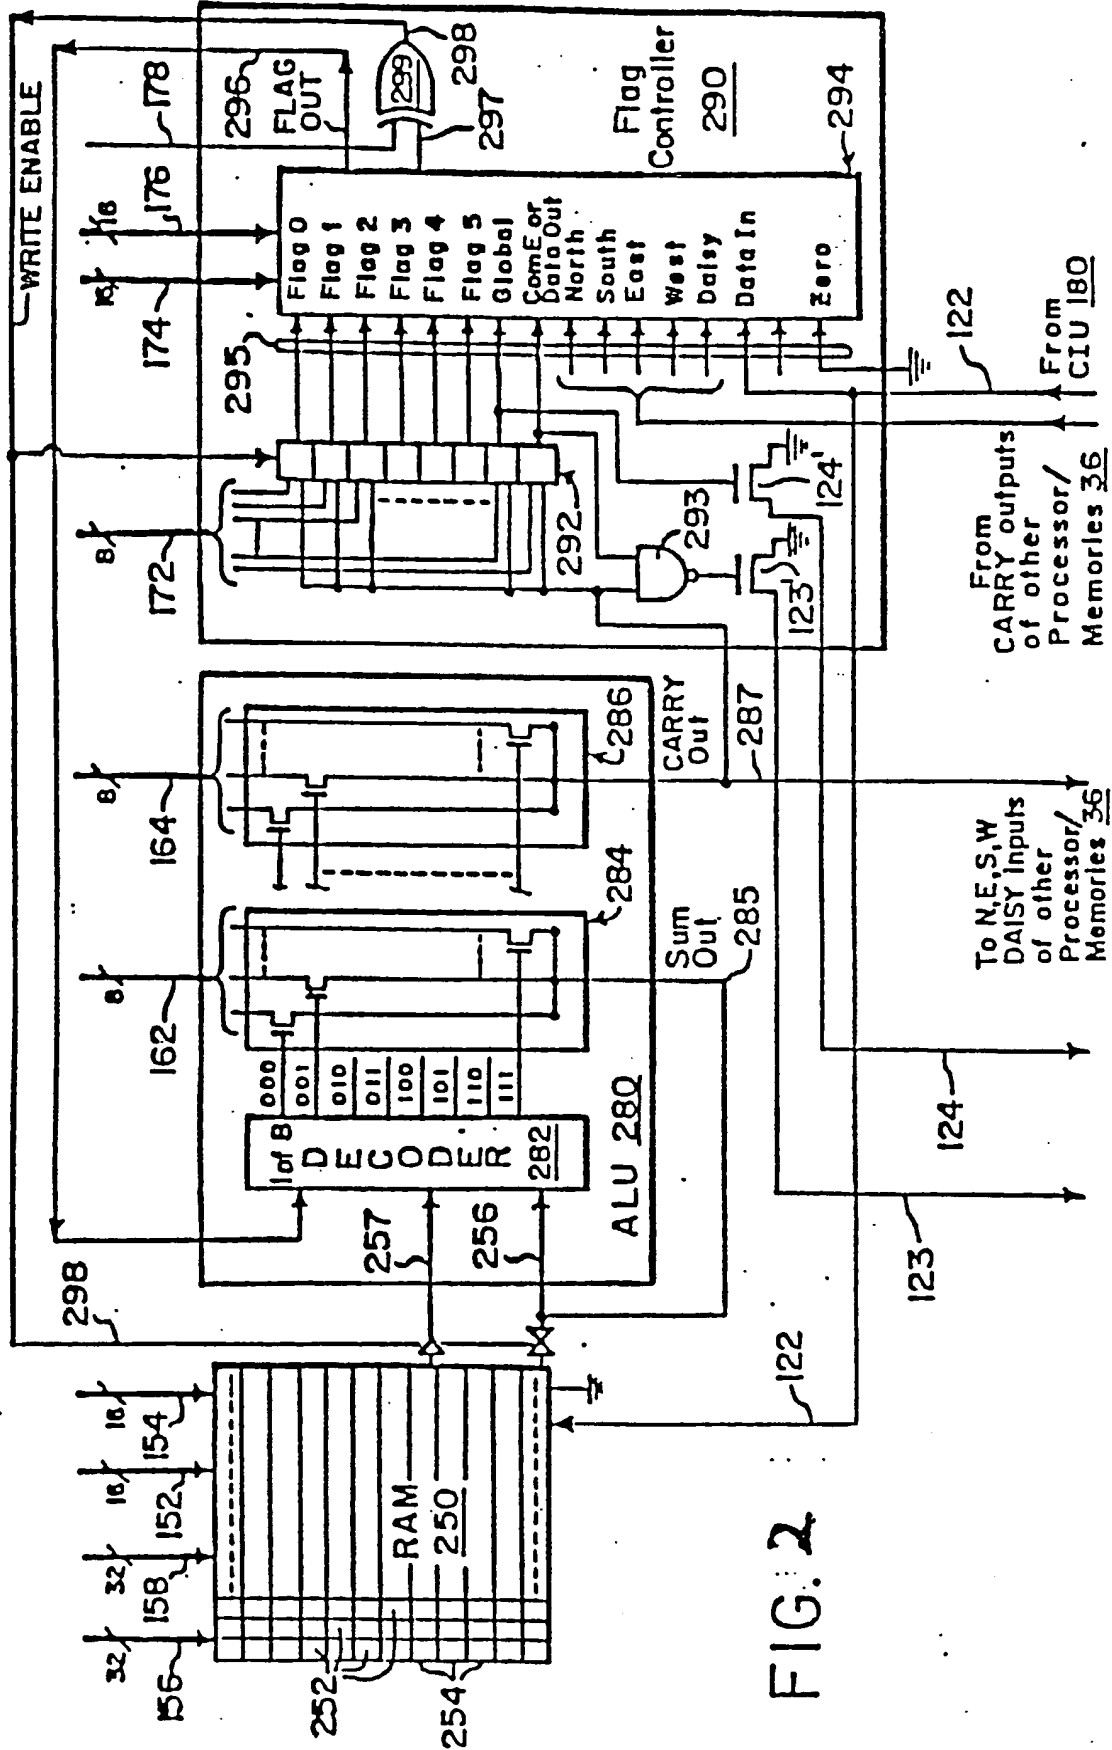 WRITE ENABLE
298
32
156
32
158
16
152
16
154
252
254
RAM
250
122
257
256
162
8
164
8
1 of 8
DECODER
282
000
001
010
011
100
101
110
111
284
286
ALU 280
Sum
Out
285
CARRY
Out
287
172
8
174
16
176
16
178
295
292
293
123'
124'
Flag 0
Flag 1
Flag 2
Flag 3
Flag 4
Flag 5
Global
ComE or
Data Out
North
South
East
West
Daisy
Data In
Zero
296
FLAG
OUT
299
298
297
Flag
Controller
290
294
From
CIU 180
122
From
CARRY outputs
of other
Processor/
Memories 36
To N,E,S,W
DAISY Inputs
of other
Processor/
Memories 36
124
123
FIG. 2